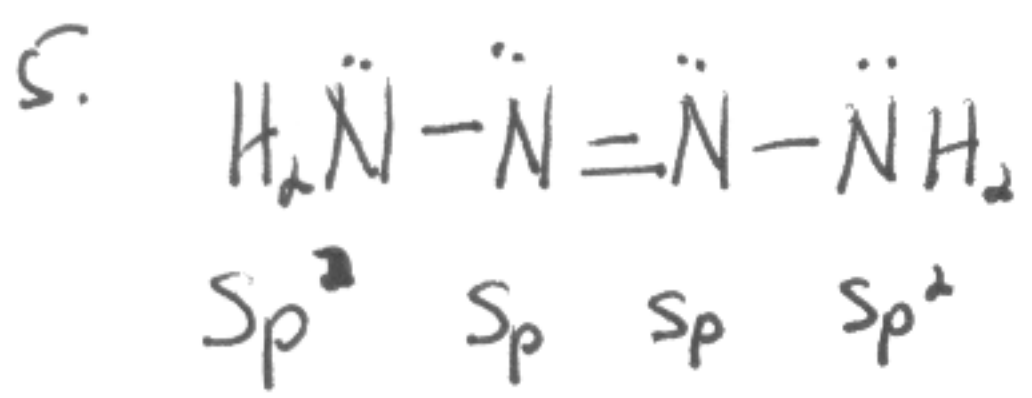 5. H₂N̈ – N̈ = N̈ – N̈H₂
Sp² Sp Sp Sp²